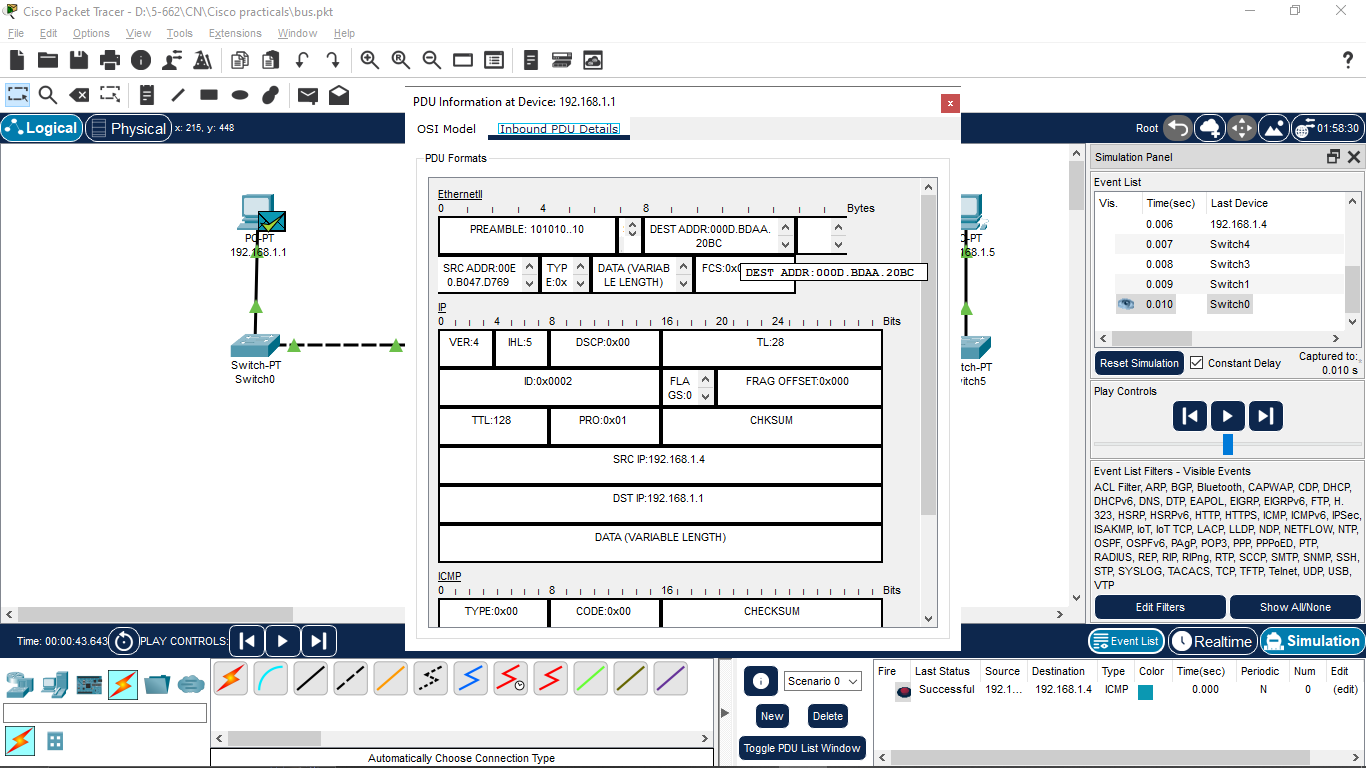 Cisco Packet Tracer - D:\5-662\CN\Cisco practicals\bus.pkt
File Edit Options View Tools Extensions Window Help
Logical Physical x: 215, y: 448
Root 01:58:30
PC-PT
192.168.1.1
Switch-PT
Switch0
PDU Information at Device: 192.168.1.1
OSI Model Inbound PDU Details
PDU Formats
EthernetII
0 4 8 Bytes
PREAMBLE: 101010..10
DEST ADDR:000D.BDAA.
20BC
SRC ADDR:00E
0.B047.D769
TYP
E:0x
DATA (VARIAB
LE LENGTH)
FCS:0x0
DEST ADDR:000D.BDAA.20BC
IP
0 4 8 16 20 24 Bits
VER:4 IHL:5 DSCP:0x00 TL:28
ID:0x0002 FLA
GS:0 FRAG OFFSET:0x000
TTL:128 PRO:0x01 CHKSUM
SRC IP:192.168.1.4
DST IP:192.168.1.1
DATA (VARIABLE LENGTH)
ICMP
0 8 16 Bits
TYPE:0x00 CODE:0x00 CHECKSUM
-PT
68.1.5
tch-PT
itch5
Simulation Panel
Event List
Vis. Time(sec) Last Device
0.006 192.168.1.4
0.007 Switch4
0.008 Switch3
0.009 Switch1
0.010 Switch0
Reset Simulation Constant Delay Captured to:
0.010 s
Play Controls
Event List Filters - Visible Events
ACL Filter, ARP, BGP, Bluetooth, CAPWAP, CDP, DHCP,
DHCPv6, DNS, DTP, EAPOL, EIGRP, EIGRPv6, FTP, H.
323, HSRP, HSRPv6, HTTP, HTTPS, ICMP, ICMPv6, IPSec,
ISAKMP, IoT, IoT TCP, LACP, LLDP, NDP, NETFLOW, NTP,
OSPF, OSPFv6, PAgP, POP3, PPP, PPPoED, PTP,
RADIUS, REP, RIP, RIPng, RTP, SCCP, SMTP, SNMP, SSH,
STP, SYSLOG, TACACS, TCP, TFTP, Telnet, UDP, USB,
VTP
Edit Filters Show All/None
Time: 00:00:43.643 PLAY CONTROLS:
Event List Realtime Simulation
Automatically Choose Connection Type
Scenario 0
New Delete
Toggle PDU List Window
Fire Last Status Source Destination Type Color Time(sec) Periodic Num Edit
Successful 192.1... 192.168.1.4 ICMP 0.000 N 0 (edit)